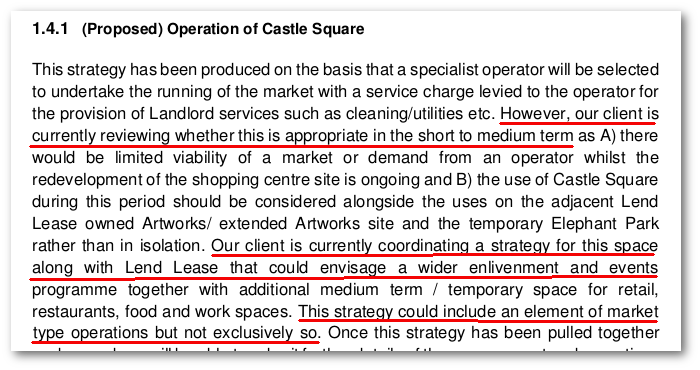 1.4.1 (Proposed) Operation of Castle Square
This strategy has been produced on the basis that a specialist operator will be selected
to undertake the running of the market with a service charge levied to the operator for
the provision of Landlord services such as cleaning/utilities etc. However, our client is
currently reviewing whether this is appropriate in the short to medium term as A) there
would be limited viability of a market or demand from an operator whilst the
redevelopment of the shopping centre site is ongoing and B) the use of Castle Square
during this period should be considered alongside the uses on the adjacent Lend
Lease owned Artworks/ extended Artworks site and the temporary Elephant Park
rather than in isolation. Our client is currently coordinating a strategy for this space
along with Lend Lease that could envisage a wider enlivenment and events
programme together with additional medium term / temporary space for retail,
restaurants, food and work spaces. This strategy could include an element of market
type operations but not exclusively so. Once this strategy has been pulled together